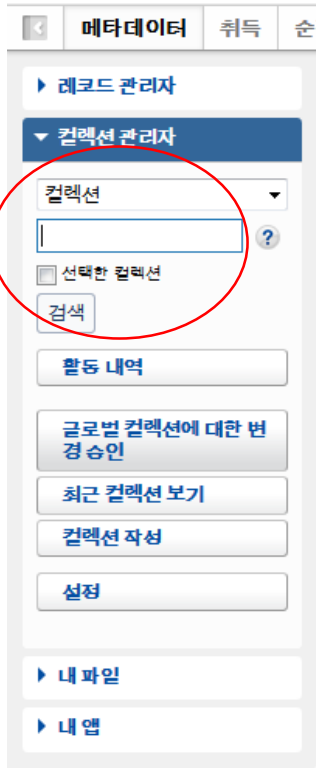 메타데이터 취득 순
레코드 관리자
컬렉션 관리자
컬렉션
?
선택한 컬렉션
검색
활동 내역
글로벌 컬렉션에 대한 변
경 승인
최근 컬렉션 보기
컬렉션 작성
설정
내 파일
내 앱